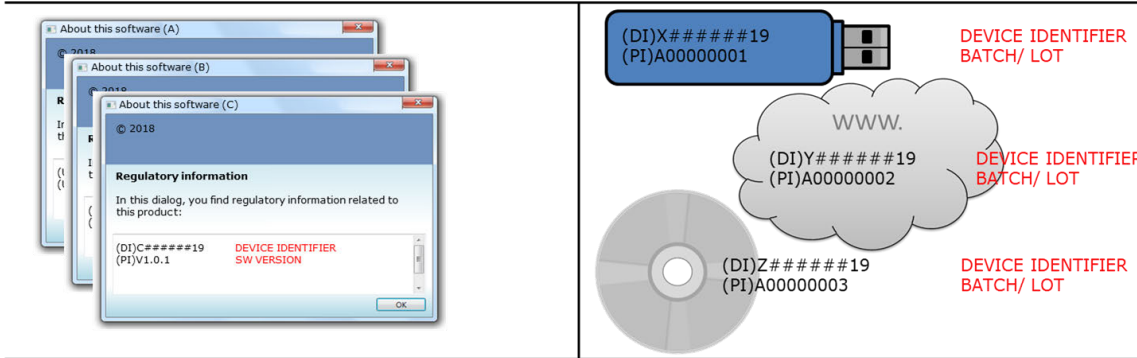 About this software (A)
© 2018
About this software (B)
© 2018
About this software (C)
© 2018
Regulatory information
In this dialog, you find regulatory information related to
this product:
(DI)C######19 DEVICE IDENTIFIER
(PI)V1.0.1 SW VERSION
OK
(DI)X######19 DEVICE IDENTIFIER
(PI)A00000001 BATCH/ LOT
www.
(DI)Y######19 DEVICE IDENTIFIER
(PI)A00000002 BATCH/ LOT
(DI)Z######19 DEVICE IDENTIFIER
(PI)A00000003 BATCH/ LOT